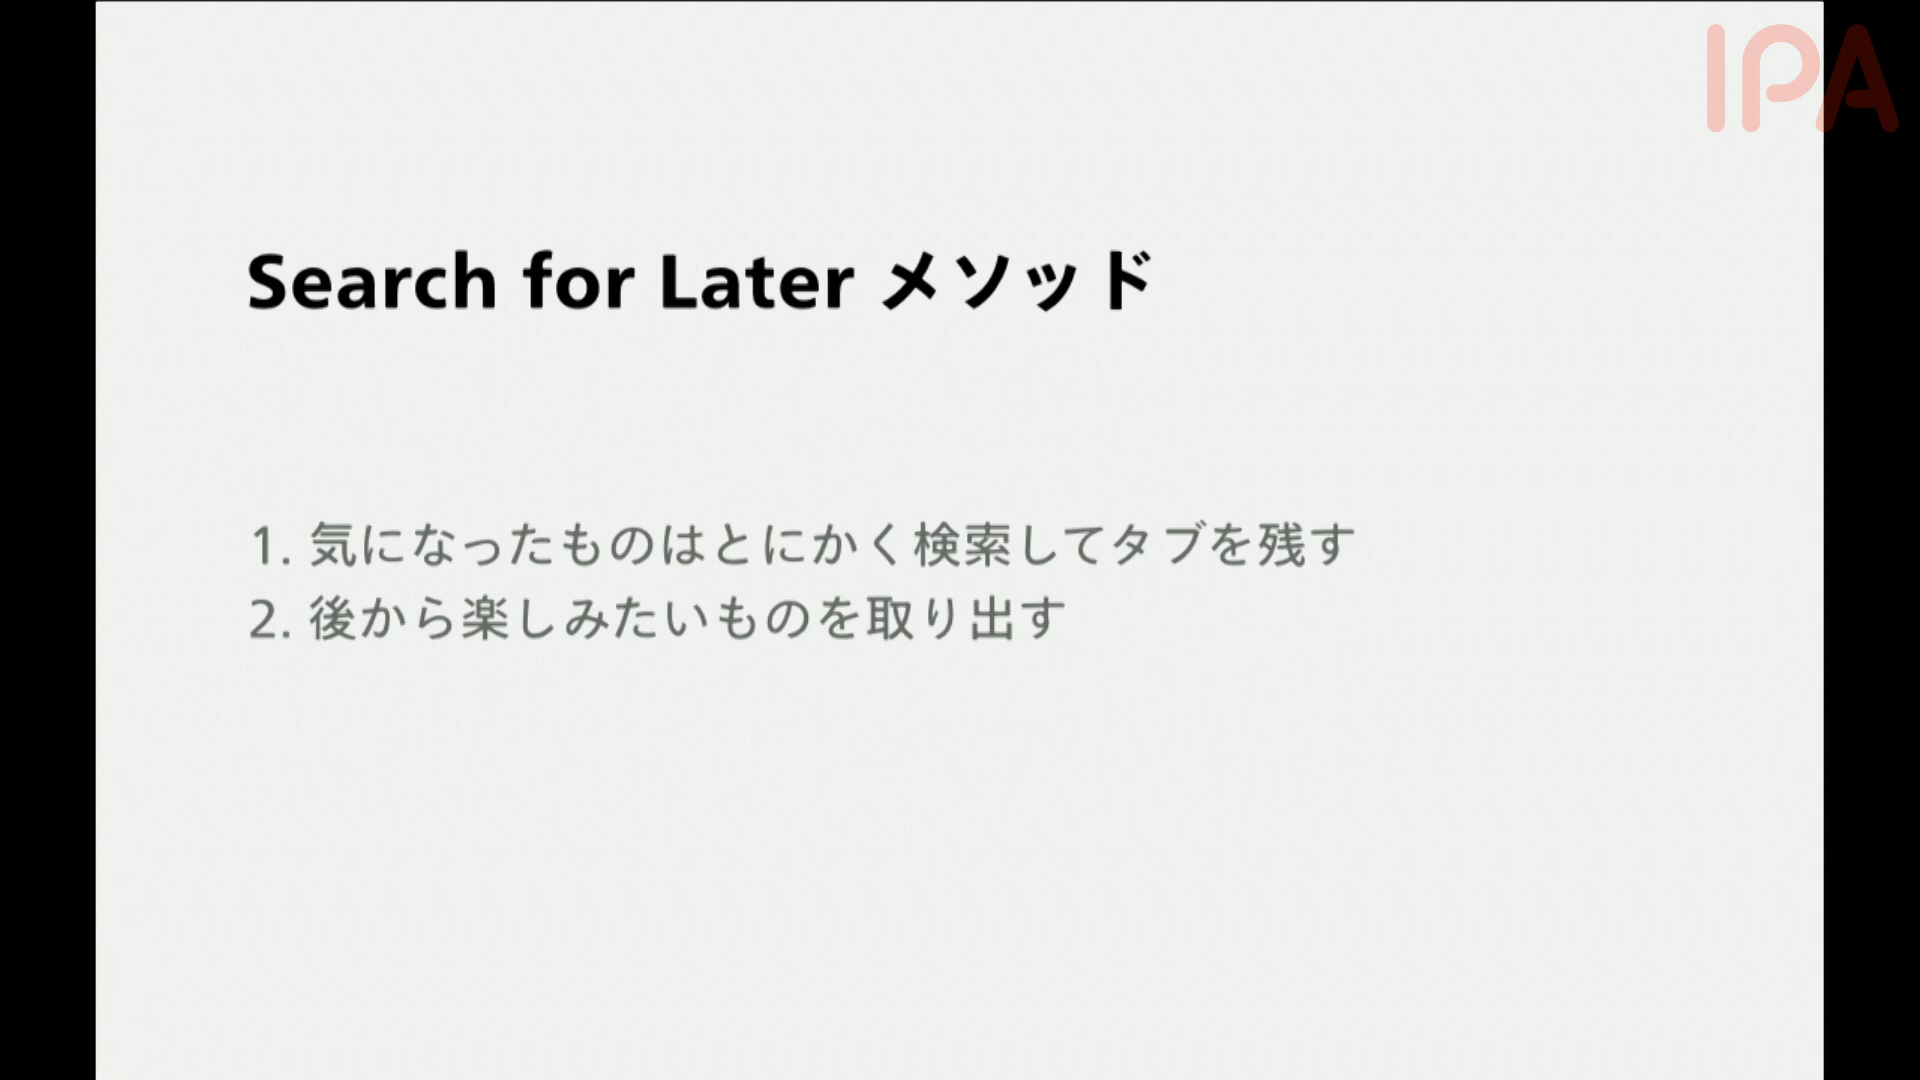 IPA
Search for Later メソッド
1. 気になったものはとにかく検索してタブを残す
2. 後から楽しみたいものを取り出す